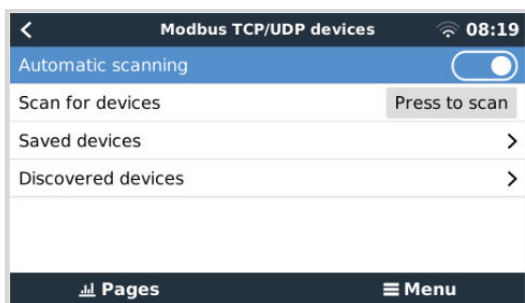 Modbus TCP/UDP devices 08:19
Automatic scanning
Scan for devices Press to scan
Saved devices
Discovered devices
Pages Menu